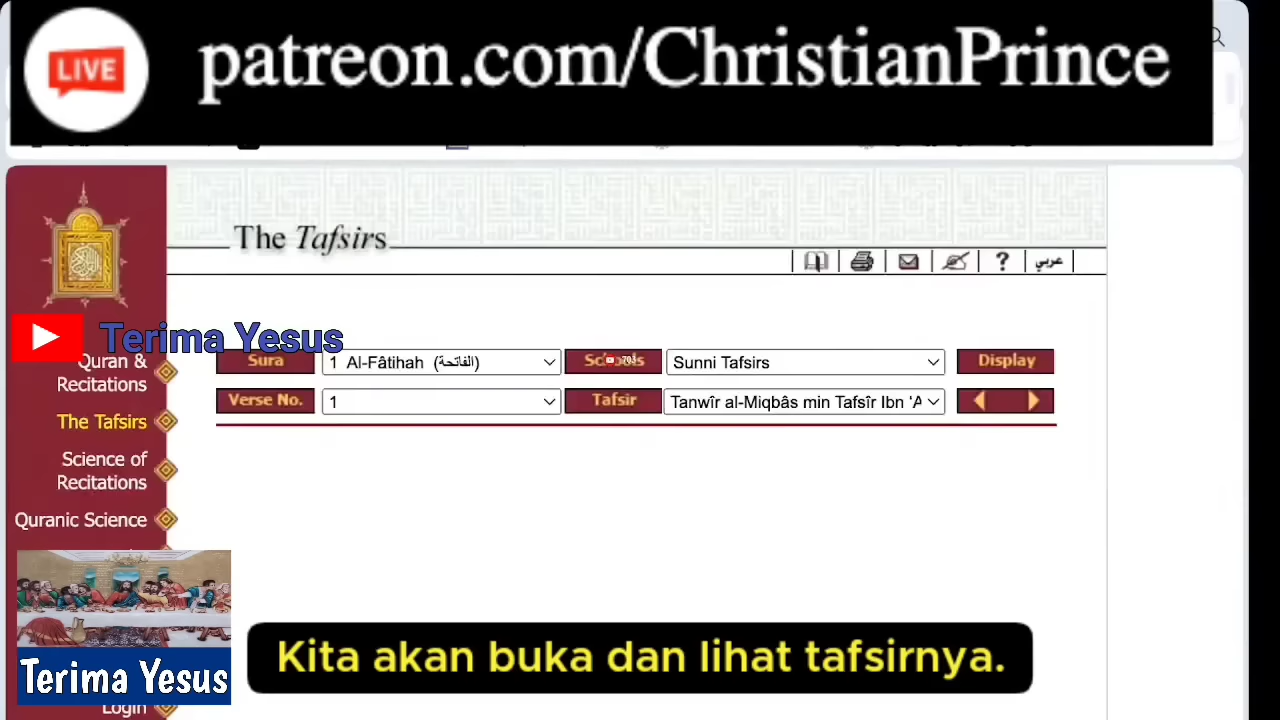 LIVE
patreon.com/ChristianPrince
The Tafsirs
عربي
Terima Yesus
Quran &
Recitations
The Tafsirs
Science of
Recitations
Quranic Science
Login
Sura
1 Al-Fâtihah (الفاتحة)
Schools
703
Sunni Tafsirs
Display
Verse No.
1
Tafsir
Tanwîr al-Miqbâs min Tafsîr Ibn 'A
Terima Yesus
Kita akan buka dan lihat tafsirnya.